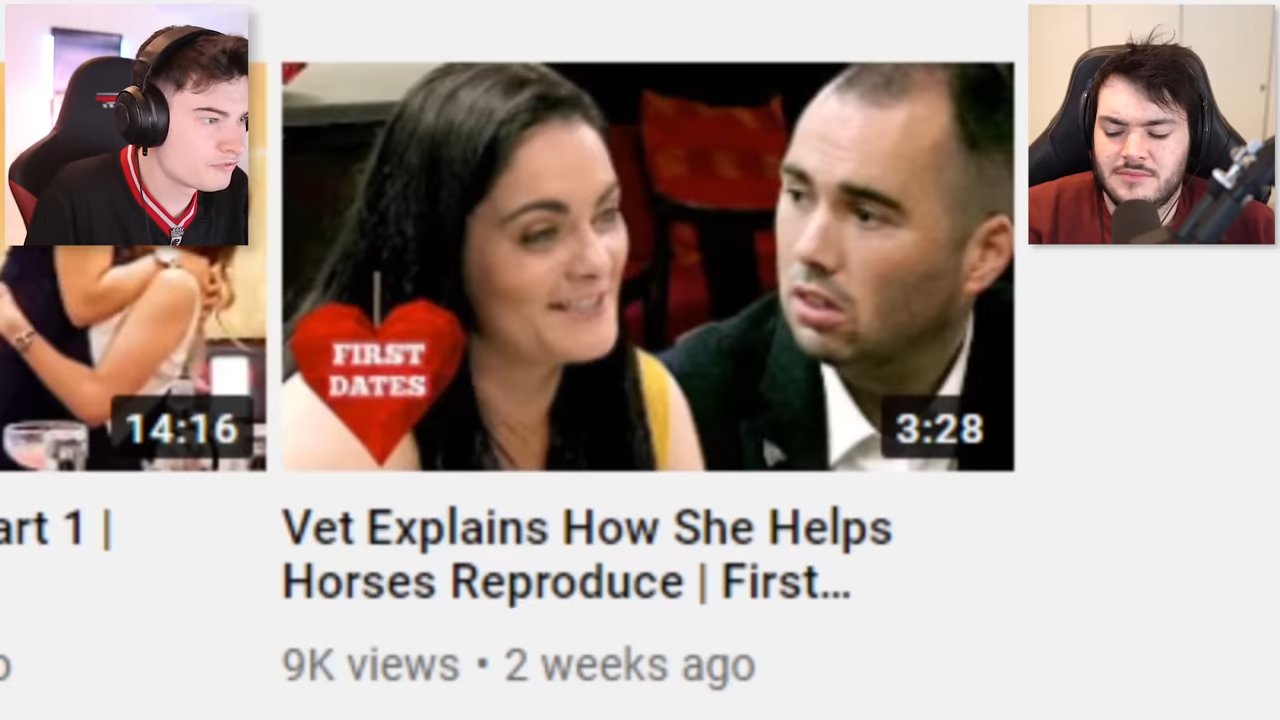 FIRST
DATES
14:16
3:28
art 1 |
Vet Explains How She Helps
Horses Reproduce | First...
o
9K views • 2 weeks ago